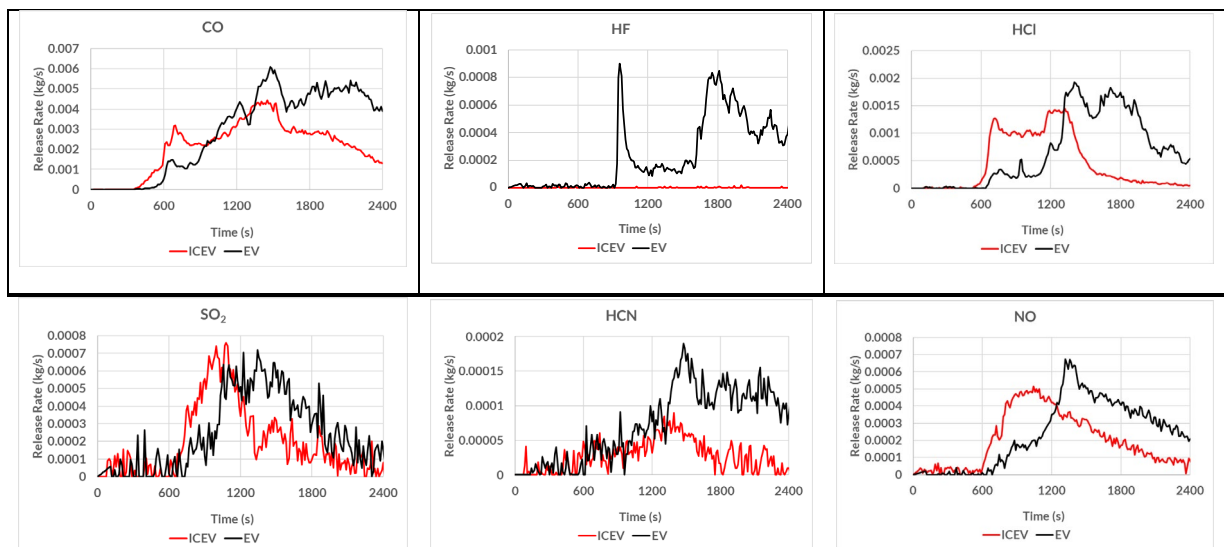 CO
Release Rate (kg/s)
0.007
0.006
0.005
0.004
0.003
0.002
0.001
0
0 600 1200 1800 2400
Time (s)
ICEV EV
HF
Release Rate (kg/s)
0.001
0.0008
0.0006
0.0004
0.0002
0
0 600 1200 1800 2400
Time (s)
ICEV EV
HCl
Release Rate (kg/s)
0.0025
0.002
0.0015
0.001
0.0005
0
0 600 1200 1800 2400
Time (s)
ICEV EV
SO₂
Release Rate (kg/s)
0.0008
0.0007
0.0006
0.0005
0.0004
0.0003
0.0002
0.0001
0
0 600 1200 1800 2400
Time (s)
ICEV EV
HCN
Release Rate (kg/s)
0.0002
0.00015
0.0001
0.00005
0
0 600 1200 1800 2400
Time (s)
ICEV EV
NO
Release Rate (kg/s)
0.0008
0.0007
0.0006
0.0005
0.0004
0.0003
0.0002
0.0001
0
0 600 1200 1800 2400
Time (s)
ICEV EV